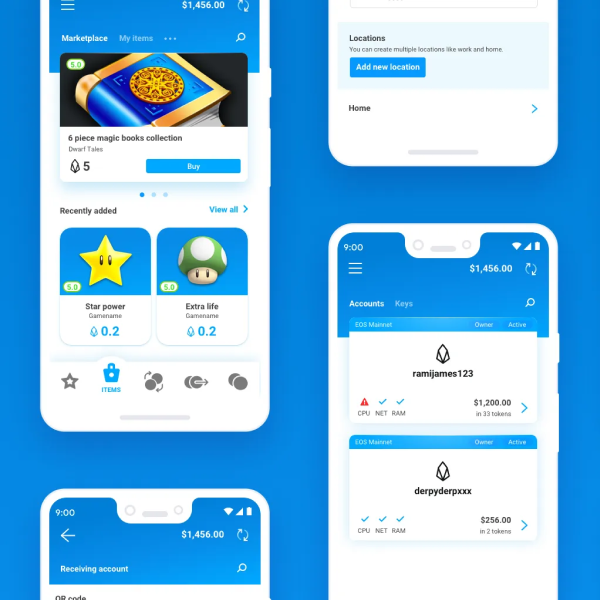 $1,456.00
Marketplace My items
5.0
6 piece magic books collection
Dwarf Tales
5
Buy
Recently added
View all
5.0
Star power
Gamename
0.2
5.0
Extra life
Gamename
0.2
ITEMS
9:00
$1,456.00
Receiving account
QR code
Locations
You can create multiple locations like work and home.
Add new location
Home
9:00
$1,456.00
Accounts Keys
EOS Mainnet Owner Active
ramijames123
$1,200.00
CPU NET RAM
in 33 tokens
EOS Mainnet Owner Active
derpyderpxxx
$256.00
CPU NET RAM
in 2 tokens